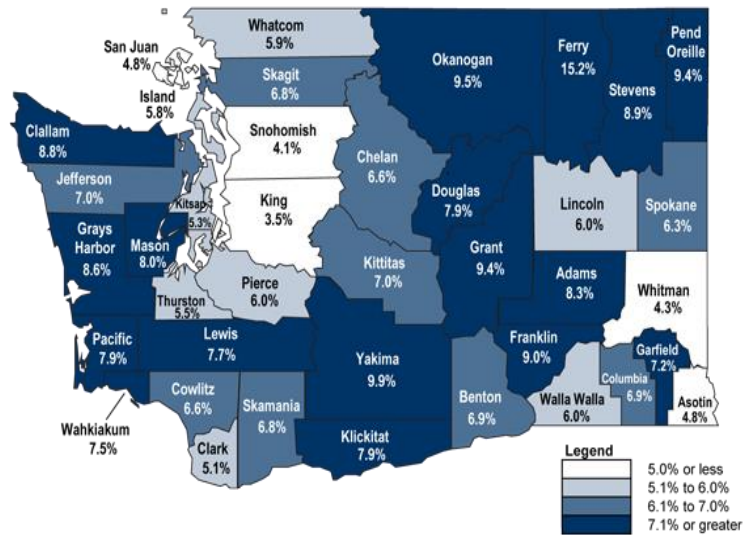 Whatcom
5.9%
San Juan
4.8%
Skagit
6.8%
Island
5.8%
Okanogan
9.5%
Ferry
15.2%
Stevens
8.9%
Pend
Oreille
9.4%
Clallam
8.8%
Snohomish
4.1%
Chelan
6.6%
Jefferson
7.0%
Douglas
7.9%
Kitsap
5.3%
King
3.5%
Lincoln
6.0%
Spokane
6.3%
Grays
Harbor
8.6%
Mason
8.0%
Grant
9.4%
Kittitas
7.0%
Pierce
6.0%
Adams
8.3%
Whitman
4.3%
Thurston
5.5%
Pacific
7.9%
Lewis
7.7%
Franklin
9.0%
Garfield
7.2%
Yakima
9.9%
Columbia
6.9%
Cowlitz
6.6%
Skamania
6.8%
Benton
6.9%
Walla Walla
6.0%
Asotin
4.8%
Wahkiakum
7.5%
Clark
5.1%
Klickitat
7.9%
Legend
5.0% or less
5.1% to 6.0%
6.1% to 7.0%
7.1% or greater